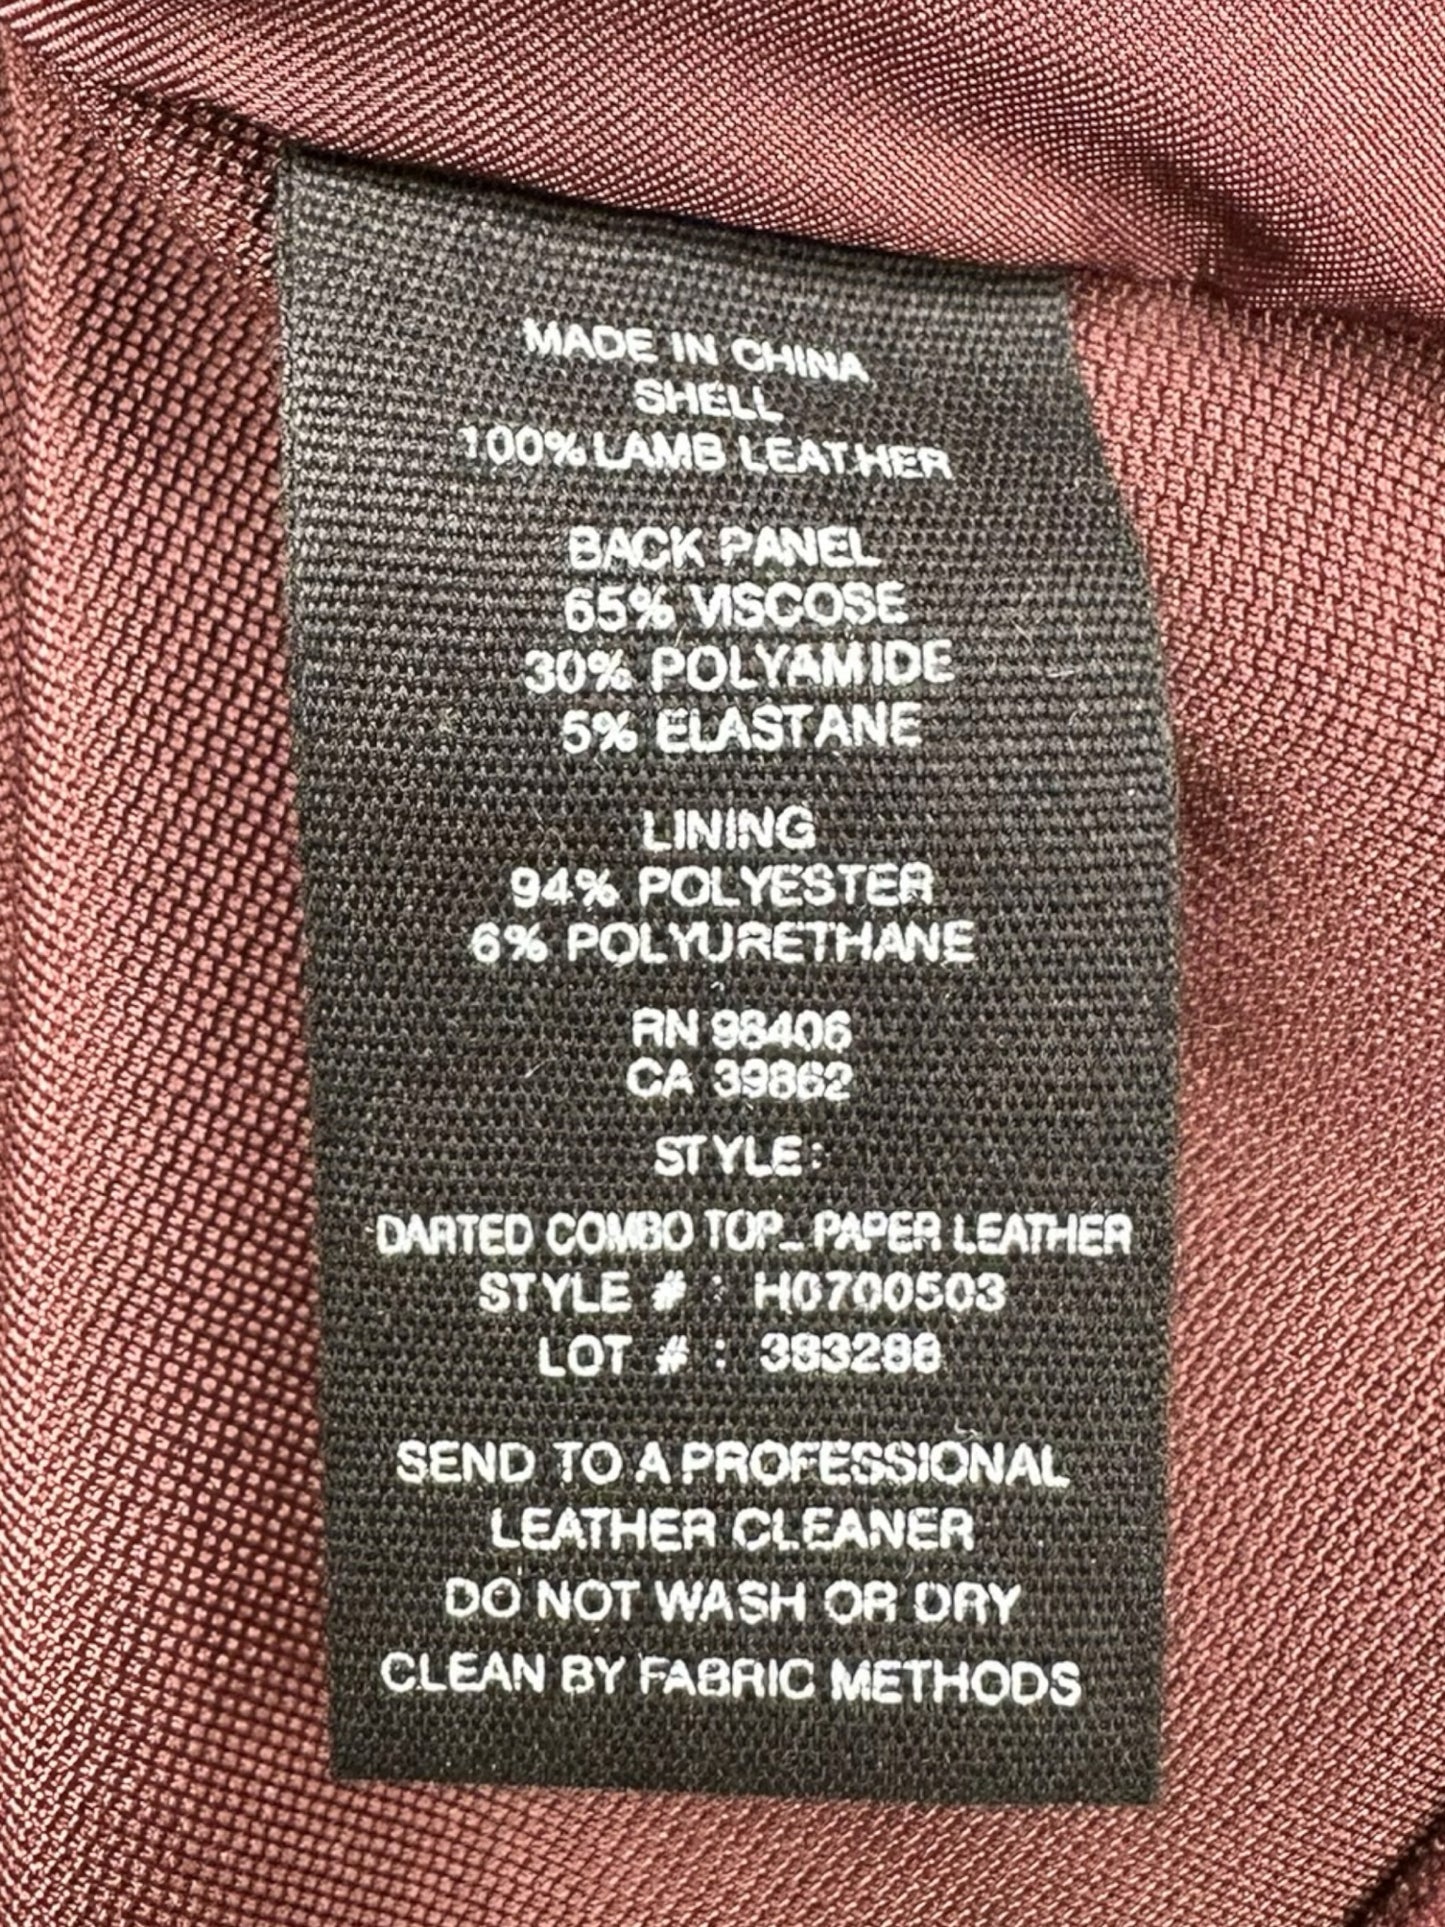 MADE IN CHINA
SHELL
100% LAMB LEATHER
BACK PANEL
65% VISCOSE
30% POLYAMIDE
5% ELASTANE
LINING
94% POLYESTER
6% POLYURETHANE
RN 98406
CA 39862
STYLE:
DARTED COMBO TOP_ PAPER LEATHER
STYLE # : H0700503
LOT # : 383288
SEND TO A PROFESSIONAL
LEATHER CLEANER
DO NOT WASH OR DRY
CLEAN BY FABRIC METHODS